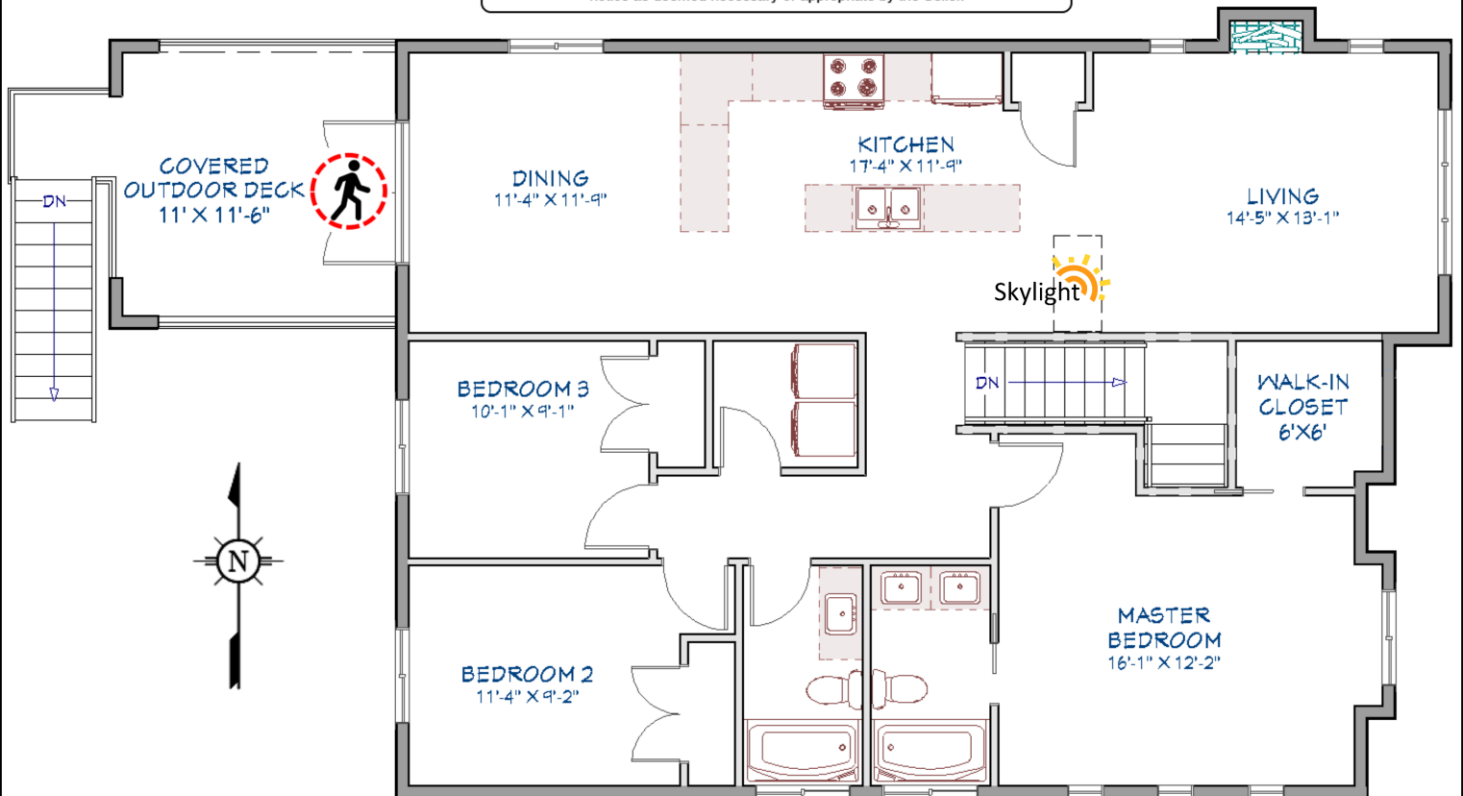 COVERED
OUTDOOR DECK
11' X 11'-6"
DN
DINING
11'-4" X 11'-9"
KITCHEN
17'-4" X 11'-9"
LIVING
14'-5" X 13'-1"
Skylight
BEDROOM 3
10'-1" X 9'-1"
DN
WALK-IN
CLOSET
6'X6'
N
MASTER
BEDROOM
16'-1" X 12'-2"
BEDROOM 2
11'-4" X 9'-2"